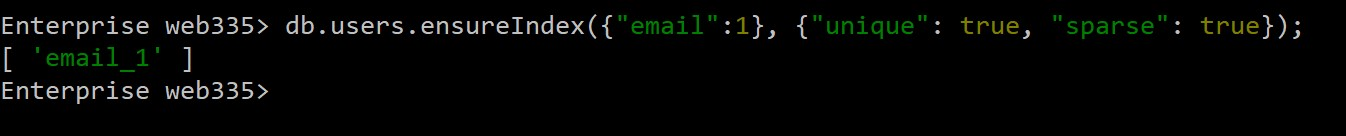 Enterprise web335> db.users.ensureIndex({"email":1}, {"unique": true, "sparse": true});
[ 'email_1' ]
Enterprise web335>